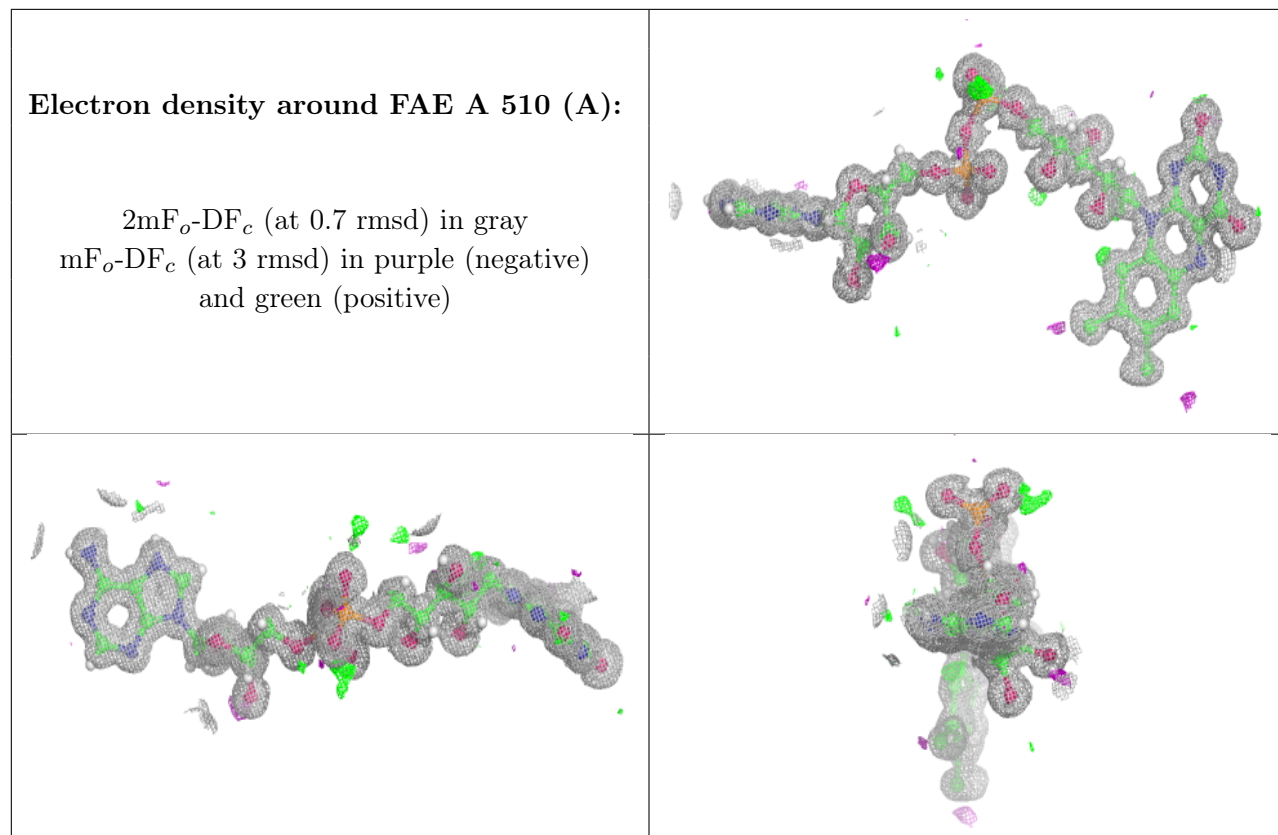 Electron density around FAE A 510 (A):
2mFₒ-DF𝒸 (at 0.7 rmsd) in gray
mFₒ-DF𝒸 (at 3 rmsd) in purple (negative)
and green (positive)